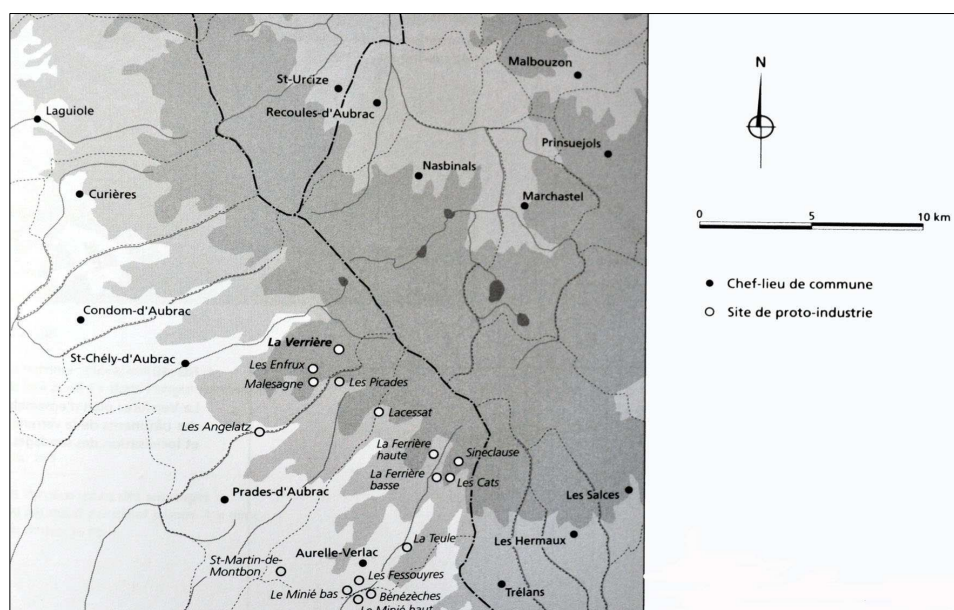 Malbouzon
N
St-Urcize
Laguiole
Recoules-d'Aubrac
Prinsuejols
Nasbinals
Curières
Marchastel
0 5 10 km
Chef-lieu de commune
Condom-d'Aubrac
Site de proto-industrie
La Verrière
St-Chély-d'Aubrac
Les Enfrux
Malesagne
Les Picades
Lacessat
Les Angelatz
La Ferrière
haute
Sineclause
La Ferrière
basse
Les Cats
Prades-d'Aubrac
Les Salces
La Teule
Les Hermaux
Aurelle-Verlac
St-Martin-de-
Montbon
Les Fessouyres
Le Minié bas
Bénézèches
Trélans
Le Minié haut